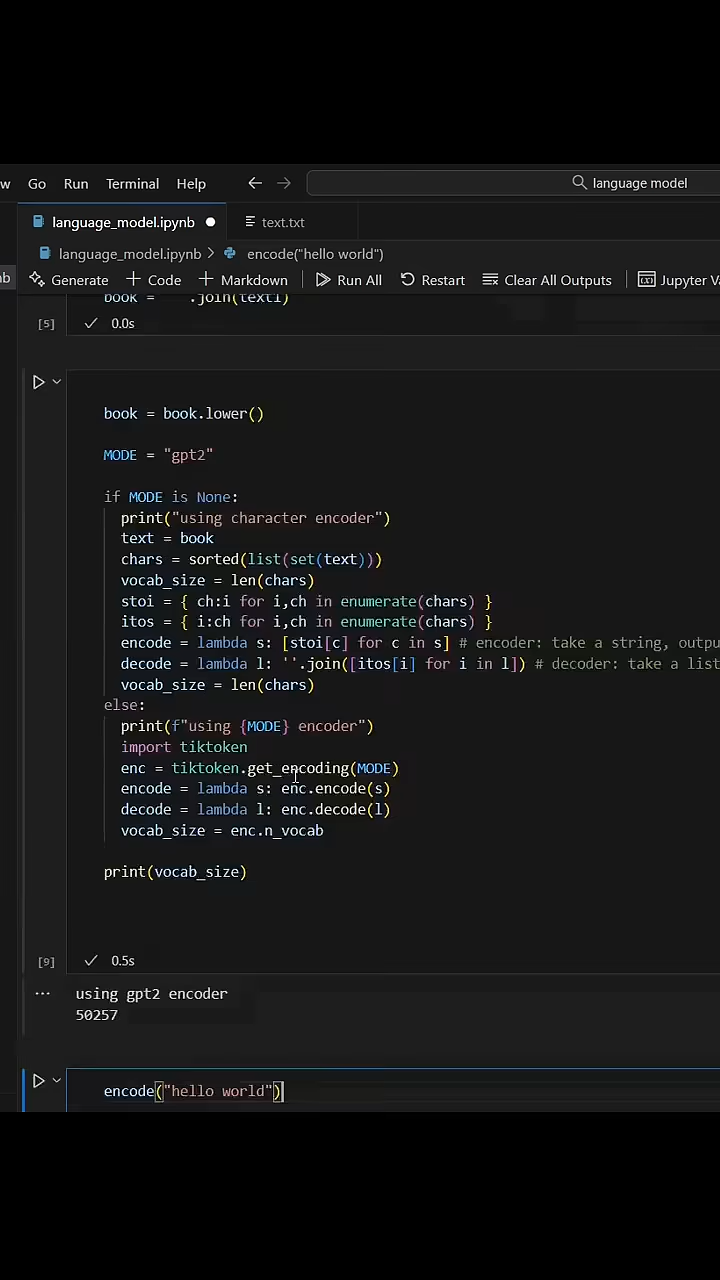 Go Run Terminal Help ← → language model
language_model.ipynb text.txt
language_model.ipynb > encode("hello world")
nb Generate + Code + Markdown Run All Restart Clear All Outputs Jupyter Va
book = .join(text1)
[5] 0.0s
book = book.lower()
MODE = "gpt2"
if MODE is None:
print("using character encoder")
text = book
chars = sorted(list(set(text)))
vocab_size = len(chars)
stoi = { ch:i for i,ch in enumerate(chars) }
itos = { i:ch for i,ch in enumerate(chars) }
encode = lambda s: [stoi[c] for c in s] # encoder: take a string, outpu
decode = lambda l: ''.join([itos[i] for i in l]) # decoder: take a list
vocab_size = len(chars)
else:
print(f"using {MODE} encoder")
import tiktoken
enc = tiktoken.get_encoding(MODE)
encode = lambda s: enc.encode(s)
decode = lambda l: enc.decode(l)
vocab_size = enc.n_vocab
print(vocab_size)
[9] 0.5s
... using gpt2 encoder
50257
encode("hello world")